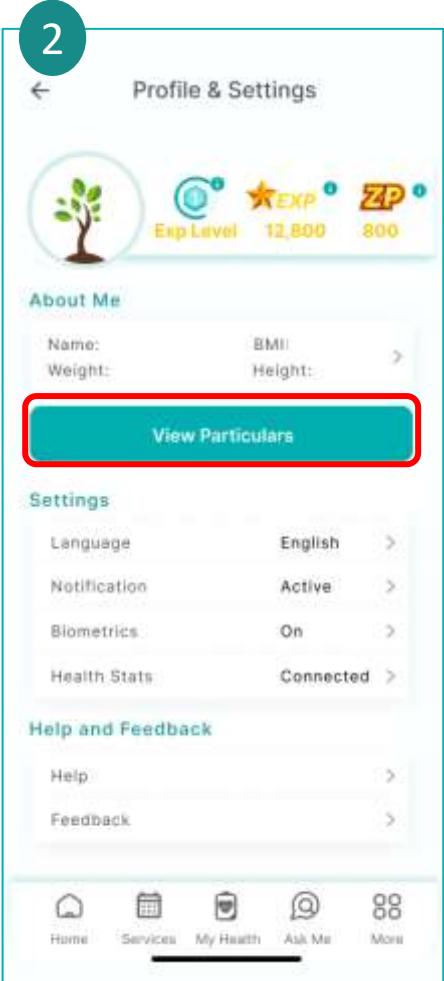 2
Profile & Settings
EXP ZP
Exp Level 12,800 800
About Me
Name: BMI:
Weight: Height:
View Particulars
Settings
Language English
Notification Active
Biometrics On
Health Stats Connected
Help and Feedback
Help
Feedback
Home Services My Health Ask Me More